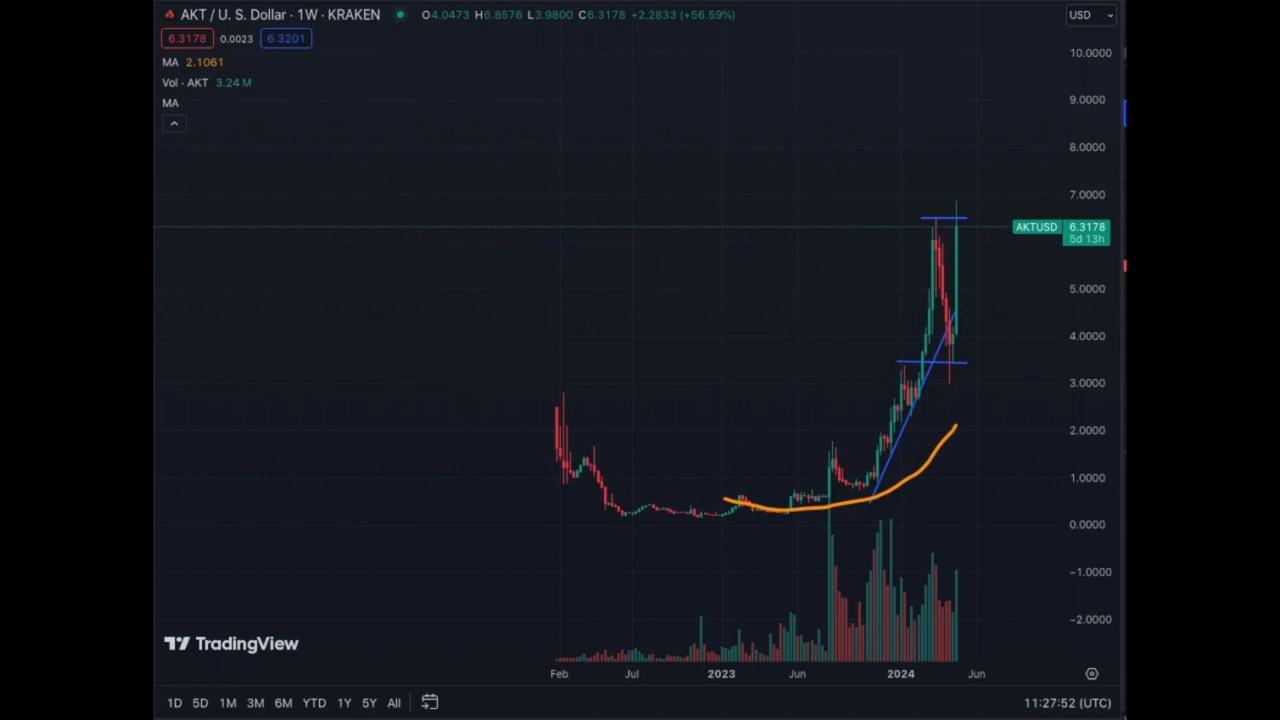 AKT / U. S. Dollar · 1W · KRAKEN O4.0473 H6.8576 L3.9800 C6.3178 +2.2833 (+56.59%) USD
6.3178 0.0023 6.3201
MA 2.1061
Vol · AKT 3.24 M
MA
10.0000
9.0000
8.0000
7.0000
AKTUSD 6.3178
5d 13h
5.0000
4.0000
3.0000
2.0000
1.0000
0.0000
−1.0000
−2.0000
TradingView
Feb Jul 2023 Jun 2024 Jun
1D 5D 1M 3M 6M YTD 1Y 5Y All 11:27:52 (UTC)